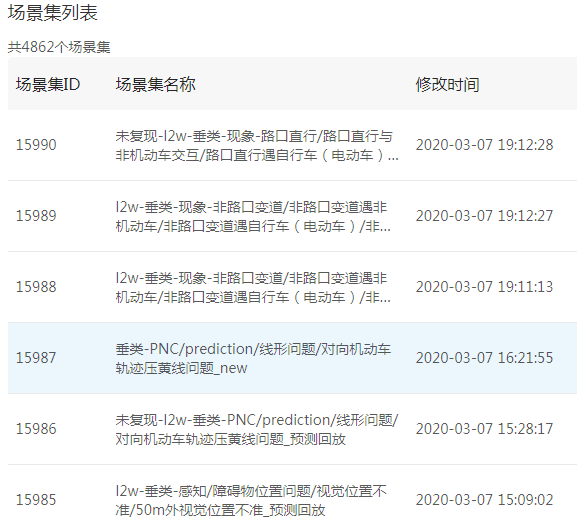 场景集列表
共4862个场景集
场景集ID 场景集名称 修改时间
15990
未复现-l2w-垂类-现象-路口直行/路口直行与
非机动车交互/路口直行遇自行车（电动车）...
2020-03-07 19:12:28
15989
l2w-垂类-现象-非路口变道/非路口变道遇非
机动车/非路口变道遇自行车（电动车）/非...
2020-03-07 19:12:27
15988
l2w-垂类-现象-非路口变道/非路口变道遇非
机动车/非路口变道遇自行车（电动车）/非...
2020-03-07 19:11:13
15987
垂类-PNC/prediction/线形问题/对向机动车
轨迹压黄线问题_new
2020-03-07 16:21:55
15986
未复现-l2w-垂类-PNC/prediction/线形问题/
对向机动车轨迹压黄线问题_预测回放
2020-03-07 15:28:17
15985
l2w-垂类-感知/障碍物位置问题/视觉位置不
准/50m外视觉位置不准_预测回放
2020-03-07 15:09:02